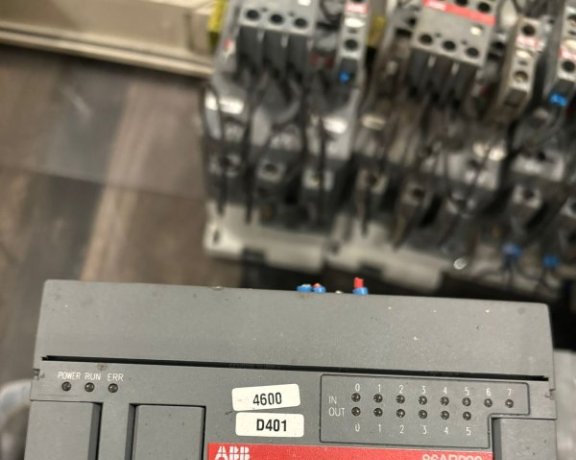 POWER RUN ERR
4600
D401
0 1 2 3 4 5 6 7
IN
OUT
0 1 2 3 4 5
ABB
ABB